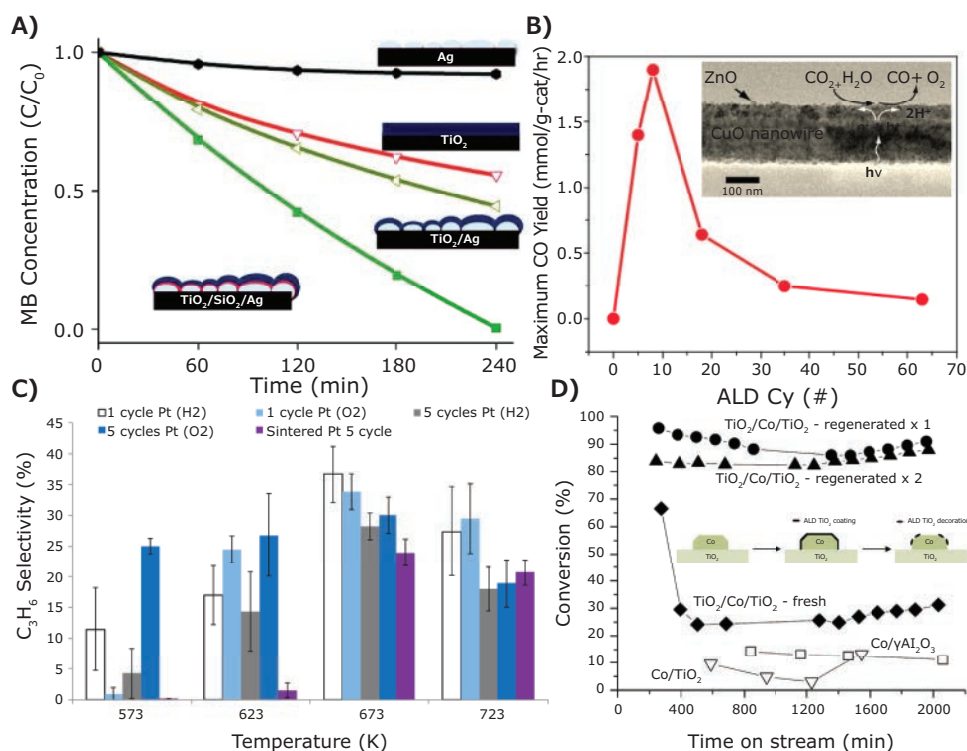 A)
MB Concentration (C/C₀)
1.0
0.5
0.0
Ag
TiO₂
TiO₂/Ag
TiO₂/SiO₂/Ag
0 60 120 180 240
Time (min)
B)
Maximum CO Yield (mmol/g-cat/hr)
2.0
1.5
1.0
0.5
0.0
ZnO
CO₂₊H₂O
CO+ O₂
2H⁺
CuO nanowire
hν
100 nm
0 10 20 30 40 50 60 70
ALD Cy (#)
C)
1 cycle Pt (H2) 1 cycle Pt (O2) 5 cycles Pt (H2)
5 cycles Pt (O2) Sintered Pt 5 cycle
C₃H₆ Selectivity (%)
45
40
35
30
25
20
15
10
5
0
573 623 673 723
Temperature (K)
D)
Conversion (%)
100
90
80
70
60
50
40
30
20
10
0
TiO₂/Co/TiO₂ - regenerated x 1
TiO₂/Co/TiO₂ - regenerated x 2
ALD TiO₂ coating
ALD TiO₂ decoration
Co
TiO₂
Co
TiO₂
Co
TiO₂
TiO₂/Co/TiO₂ - fresh
Co/γAl₂O₃
Co/TiO₂
0 400 800 1200 1600 2000
Time on stream (min)